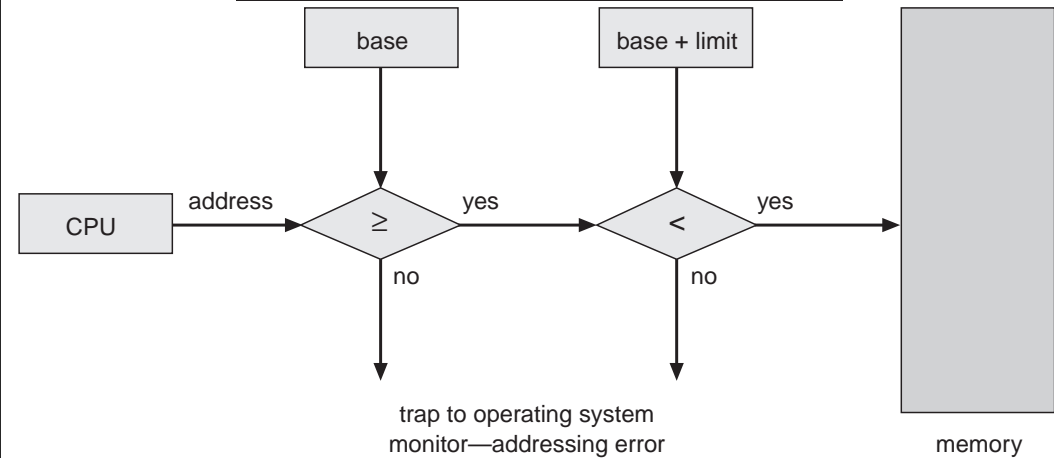 base
base + limit
CPU
address
≥
yes
<
yes
no
no
trap to operating system
monitor—addressing error
memory